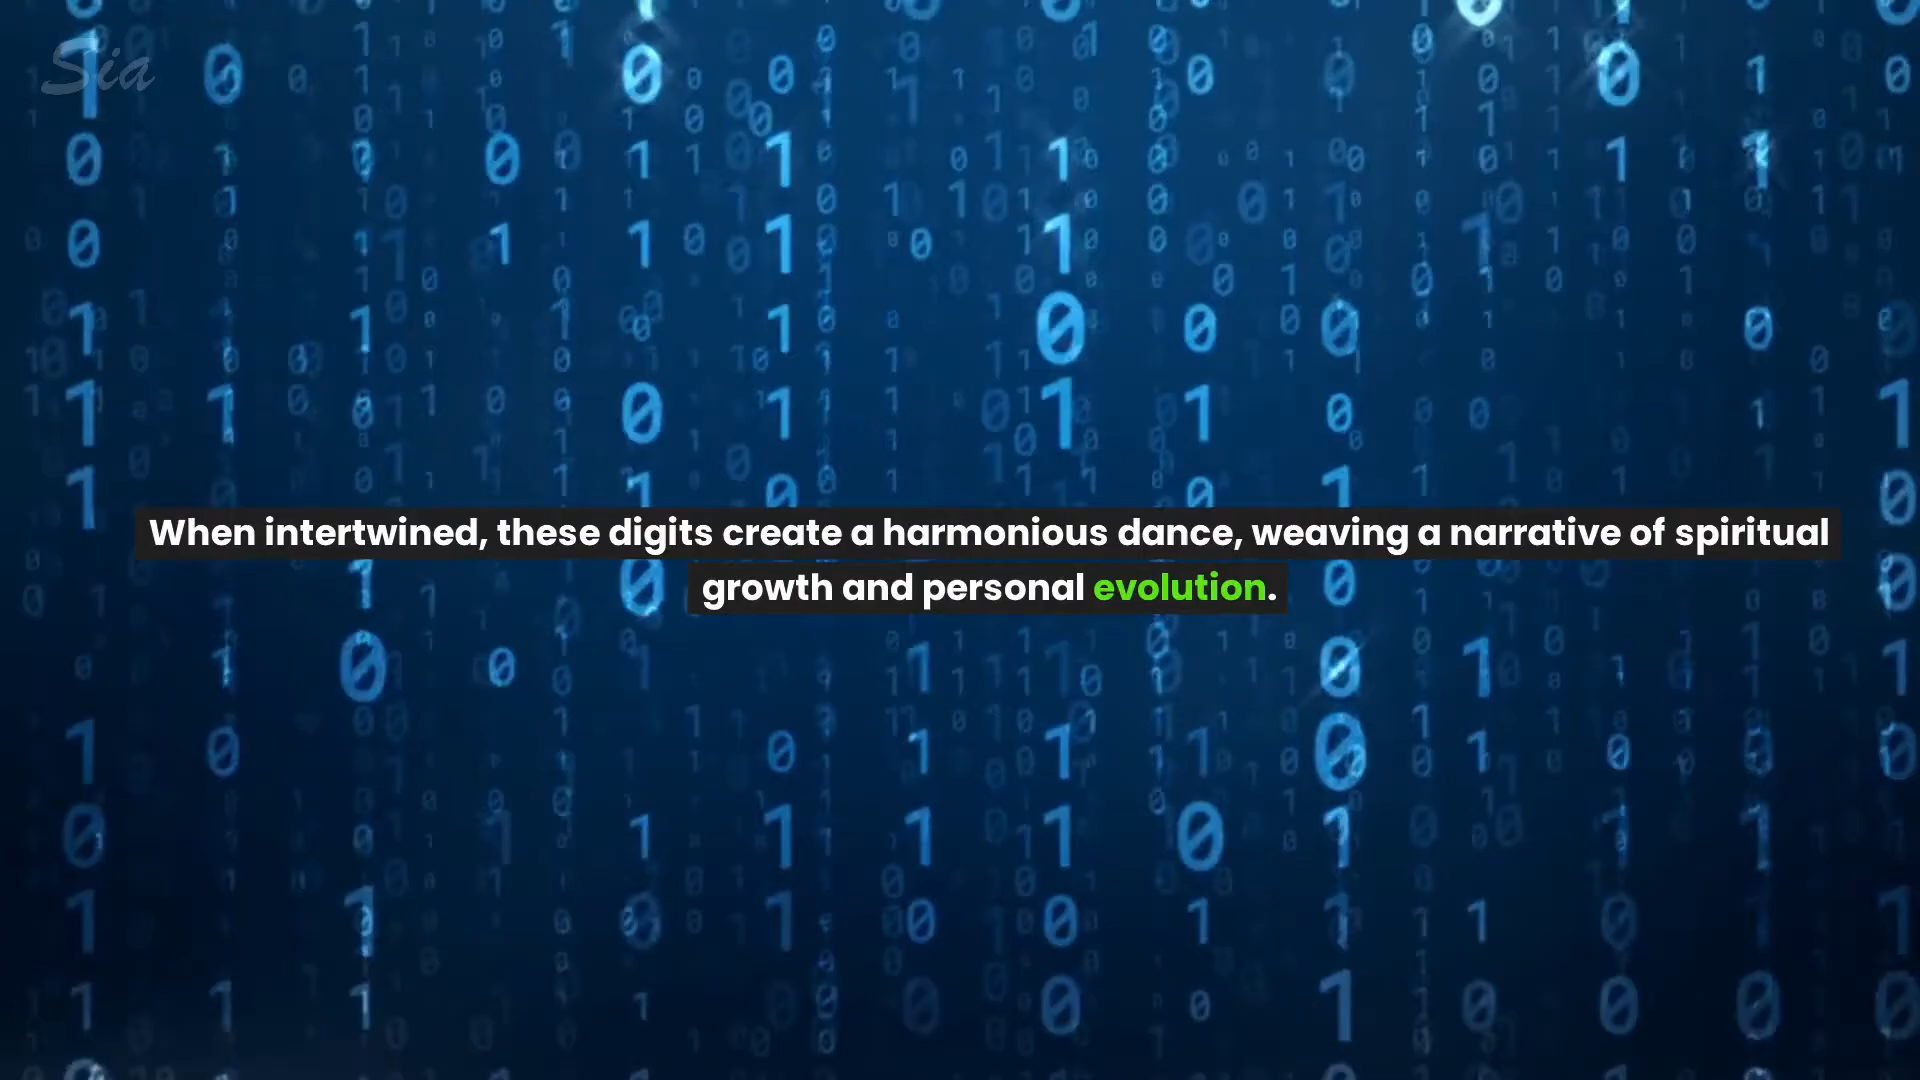 Sia
When intertwined, these digits create a harmonious dance, weaving a narrative of spiritual
growth and personal evolution.